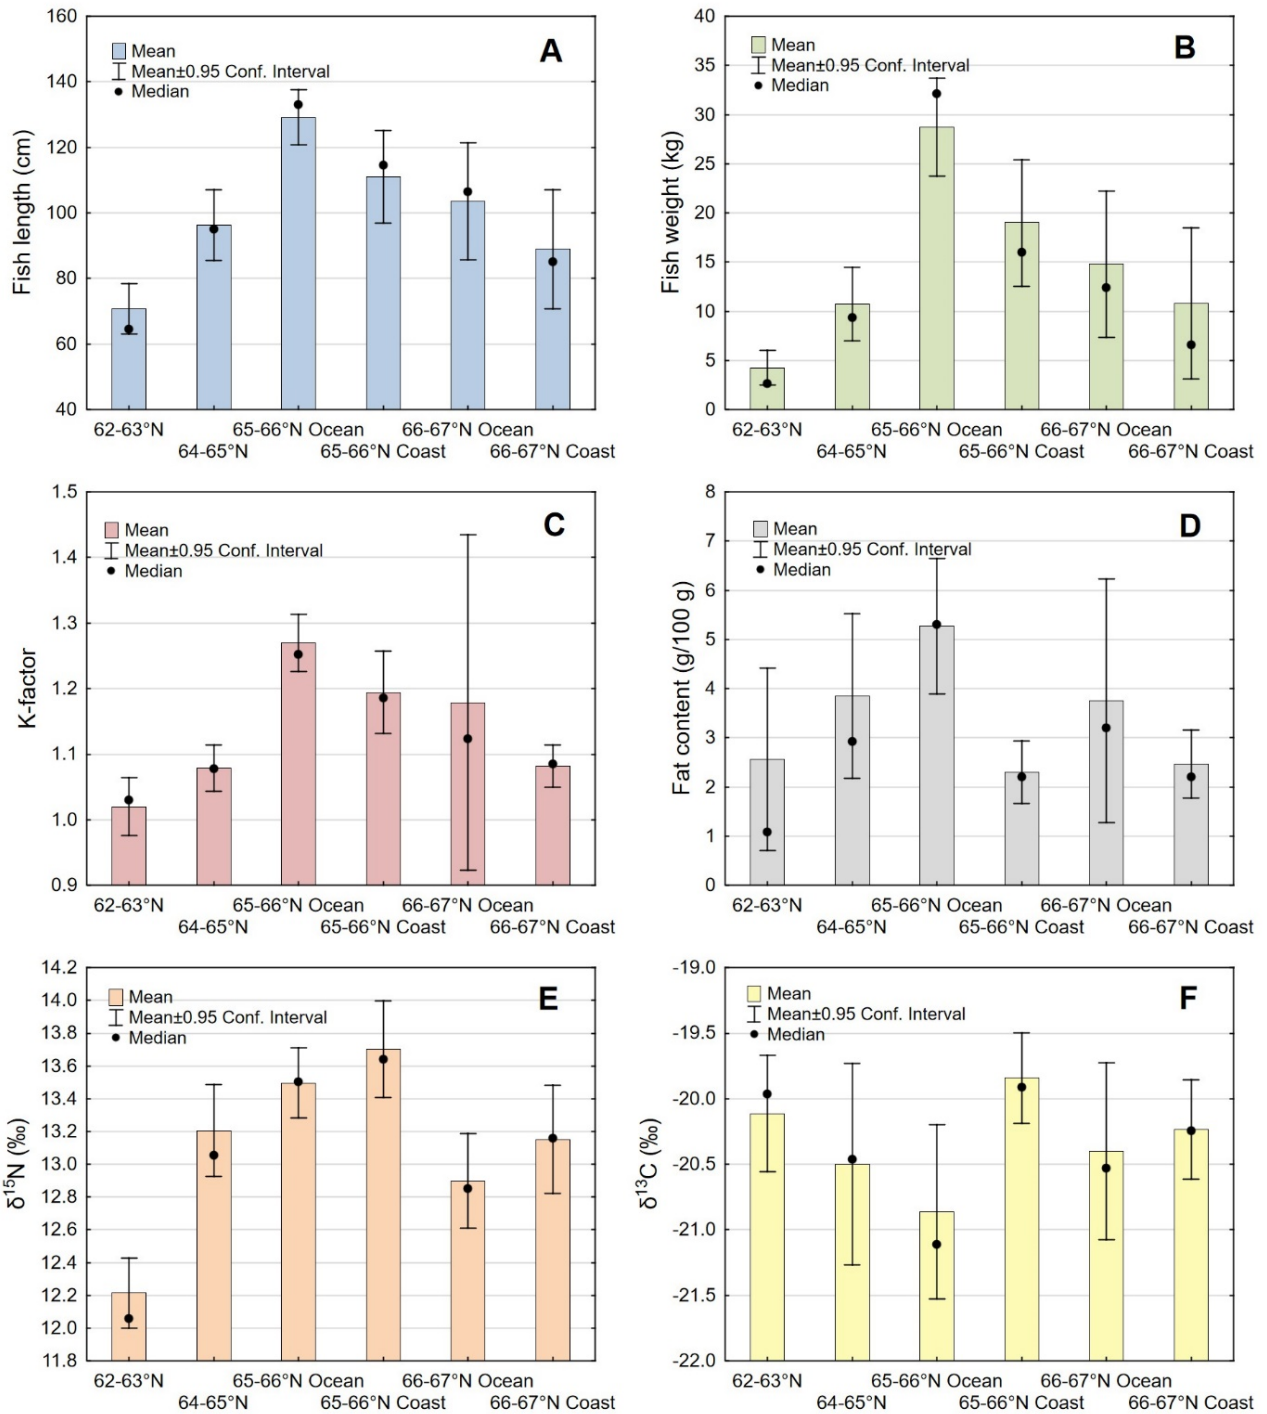 A
Mean
Mean±0.95 Conf. Interval
Median
Fish length (cm)
160
140
120
100
80
60
40
62-63°N
64-65°N
65-66°N Ocean
65-66°N Coast
66-67°N Ocean
66-67°N Coast
B
Mean
Mean±0.95 Conf. Interval
Median
Fish weight (kg)
40
35
30
25
20
15
10
5
0
62-63°N
64-65°N
65-66°N Ocean
65-66°N Coast
66-67°N Ocean
66-67°N Coast
C
Mean
Mean±0.95 Conf. Interval
Median
K-factor
1.5
1.4
1.3
1.2
1.1
1.0
0.9
62-63°N
64-65°N
65-66°N Ocean
65-66°N Coast
66-67°N Ocean
66-67°N Coast
D
Mean
Mean±0.95 Conf. Interval
Median
Fat content (g/100 g)
8
7
6
5
4
3
2
1
0
62-63°N
64-65°N
65-66°N Ocean
65-66°N Coast
66-67°N Ocean
66-67°N Coast
E
Mean
Mean±0.95 Conf. Interval
Median
δ¹⁵N (‰)
14.2
14.0
13.8
13.6
13.4
13.2
13.0
12.8
12.6
12.4
12.2
12.0
11.8
62-63°N
64-65°N
65-66°N Ocean
65-66°N Coast
66-67°N Ocean
66-67°N Coast
F
Mean
Mean±0.95 Conf. Interval
Median
δ¹³C (‰)
-19.0
-19.5
-20.0
-20.5
-21.0
-21.5
-22.0
62-63°N
64-65°N
65-66°N Ocean
65-66°N Coast
66-67°N Ocean
66-67°N Coast